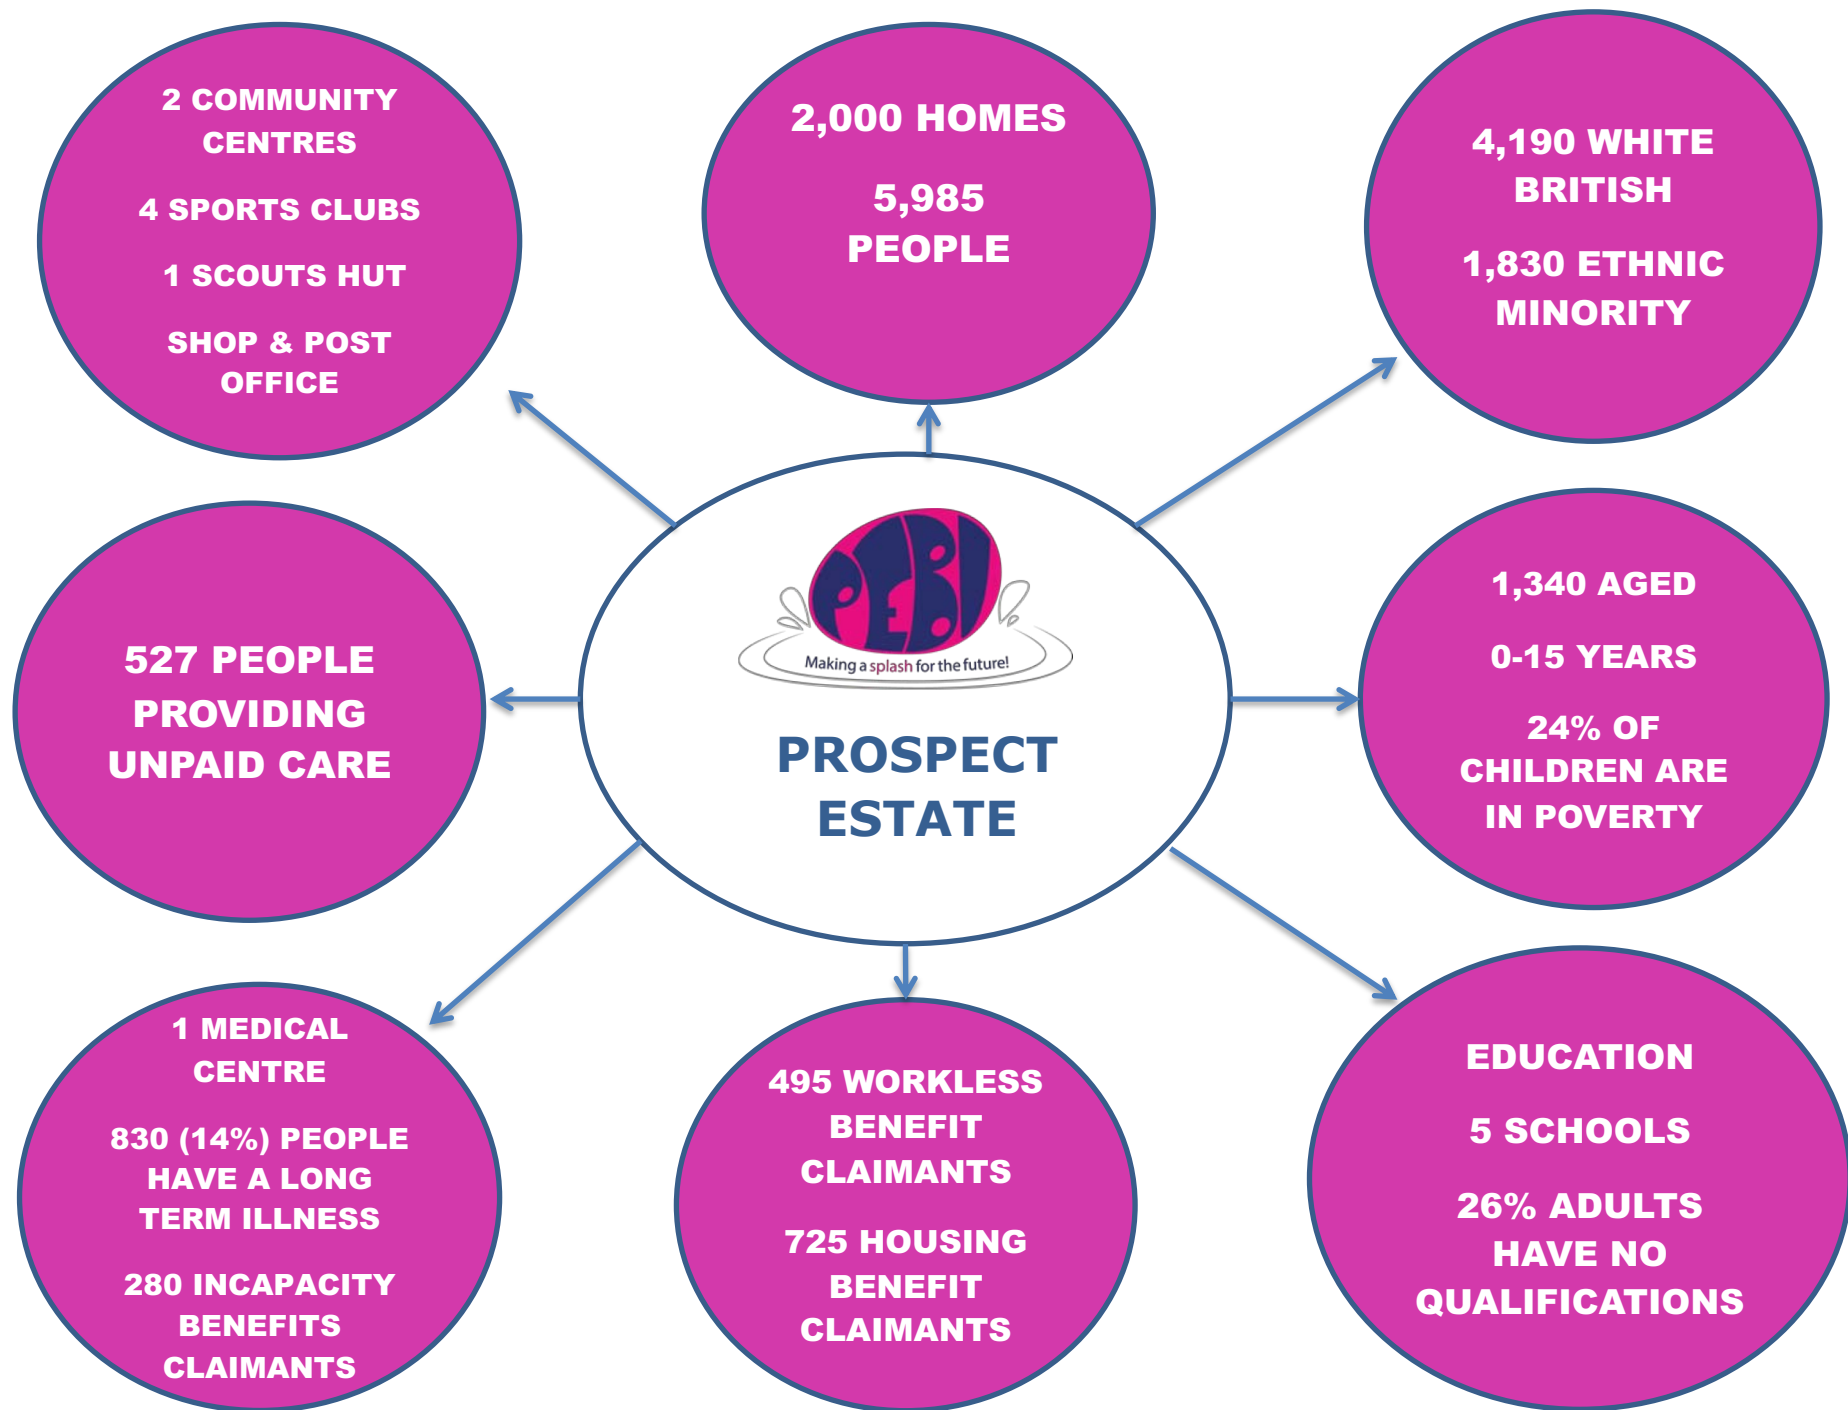 2 COMMUNITY
CENTRES
4 SPORTS CLUBS
1 SCOUTS HUT
SHOP & POST
OFFICE
2,000 HOMES
5,985
PEOPLE
4,190 WHITE
BRITISH
1,830 ETHNIC
MINORITY
527 PEOPLE
PROVIDING
UNPAID CARE
PEBI
Making a splash for the future!
PROSPECT
ESTATE
1,340 AGED
0-15 YEARS
24% OF
CHILDREN ARE
IN POVERTY
1 MEDICAL
CENTRE
830 (14%) PEOPLE
HAVE A LONG
TERM ILLNESS
280 INCAPACITY
BENEFITS
CLAIMANTS
495 WORKLESS
BENEFIT
CLAIMANTS
725 HOUSING
BENEFIT
CLAIMANTS
EDUCATION
5 SCHOOLS
26% ADULTS
HAVE NO
QUALIFICATIONS